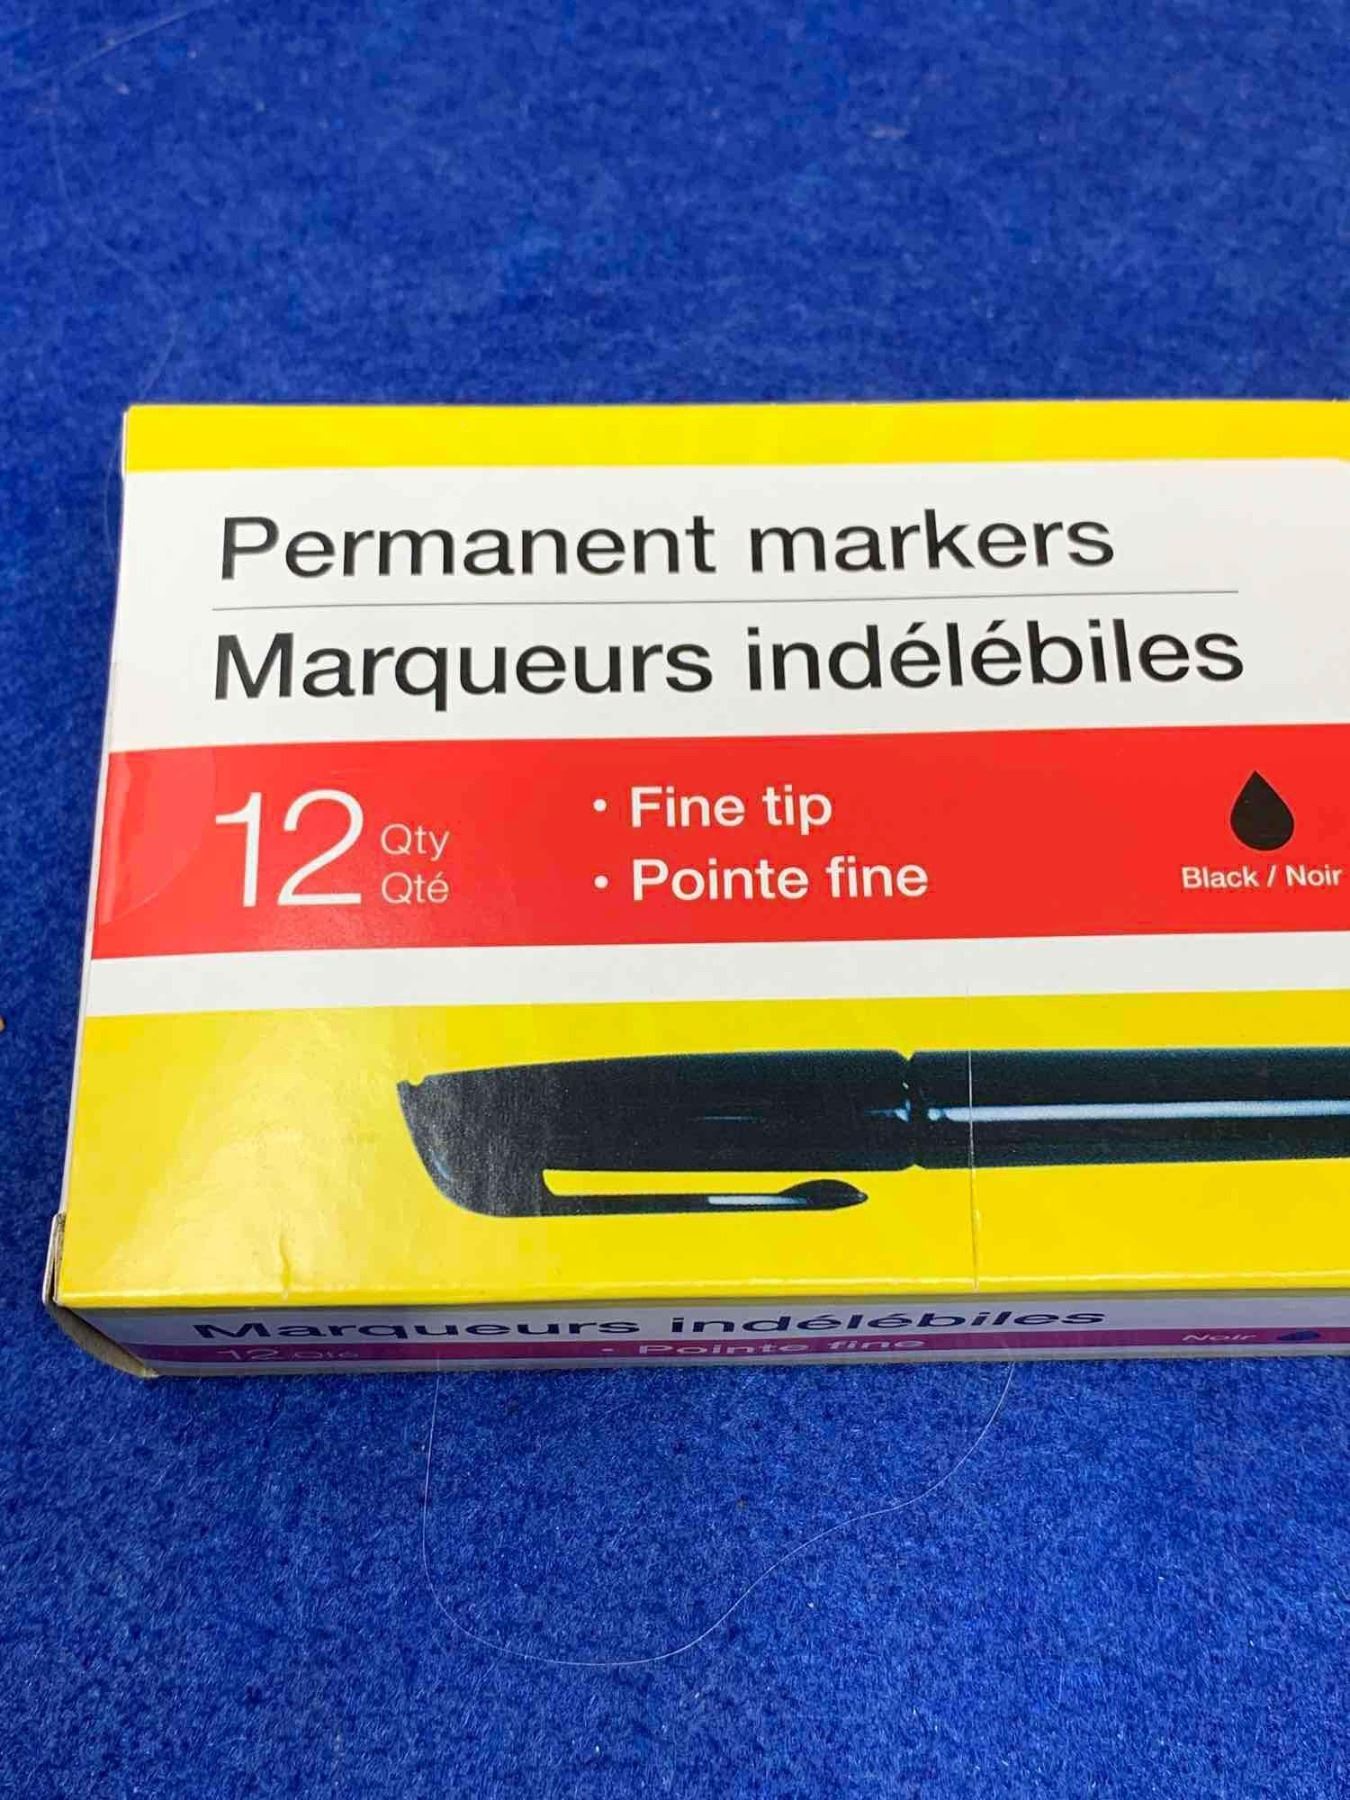 Permanent markers
Marqueurs indélébiles
12 Qty
Qté
• Fine tip
• Pointe fine
Black / Noir
Marqueurs indélébiles
12 Qté • Pointe fine Noir